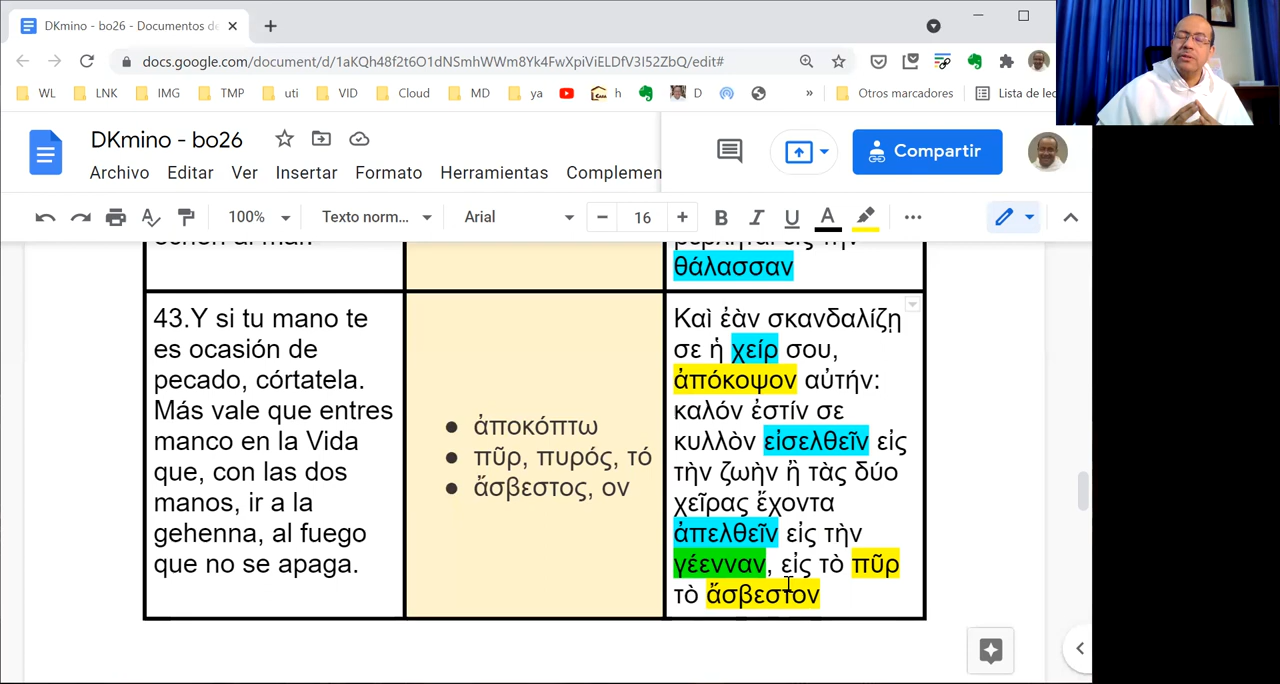 DKmino - bo26 - Documentos de
docs.google.com/document/d/1aKQh48f2t6O1dNSmhWWm8Yk4FwXpiViELDfV3I52ZbQ/edit#
WL LNK IMG TMP uti VID Cloud MD ya h D » Otros marcadores Lista de lec
DKmino - bo26
Compartir
Archivo Editar Ver Insertar Formato Herramientas Complemen
100% Texto norm... Arial − 16 + B I U A
θάλασσαν
43.Y si tu mano te
es ocasión de
pecado, córtatela.
Más vale que entres
manco en la Vida
que, con las dos
manos, ir a la
gehenna, al fuego
que no se apaga.
● ἀποκόπτω
● πῦρ, πυρός, τό
● ἄσβεστος, ον
Καὶ ἐὰν σκανδαλίζῃ
σε ἡ χείρ σου,
ἀπόκοψον αὐτήν:
καλόν ἐστίν σε
κυλλὸν εἰσελθεῖν εἰς
τὴν ζωὴν ἢ τὰς δύο
χεῖρας ἔχοντα
ἀπελθεῖν εἰς τὴν
γέενναν, εἰς τὸ πῦρ
τὸ ἄσβεστον